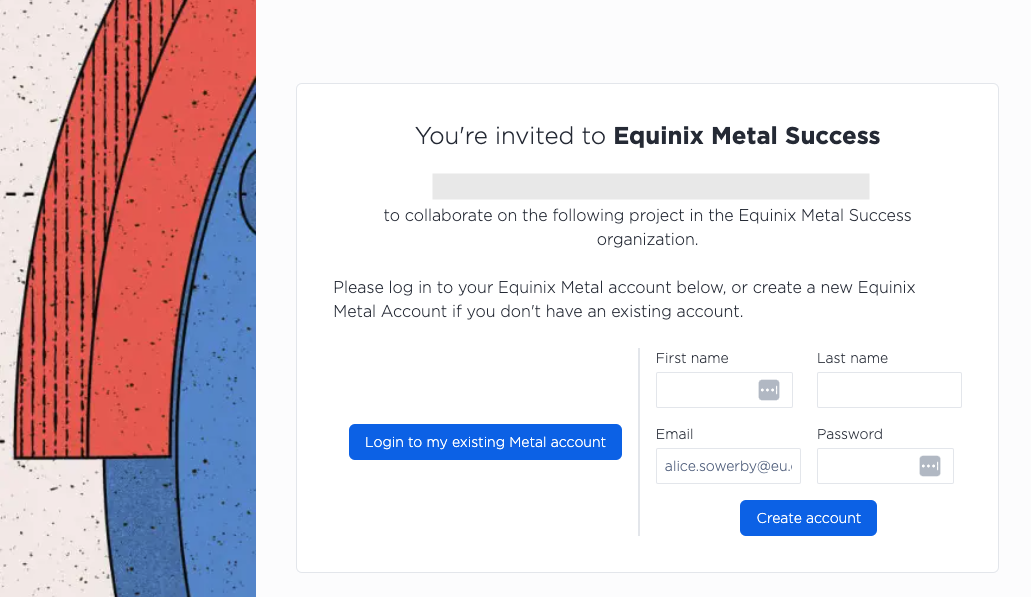 You're invited to Equinix Metal Success
to collaborate on the following project in the Equinix Metal Success
organization.
Please log in to your Equinix Metal account below, or create a new Equinix
Metal Account if you don't have an existing account.
Login to my existing Metal account
First name
Last name
Email
Password
alice.sowerby@eu.
Create account